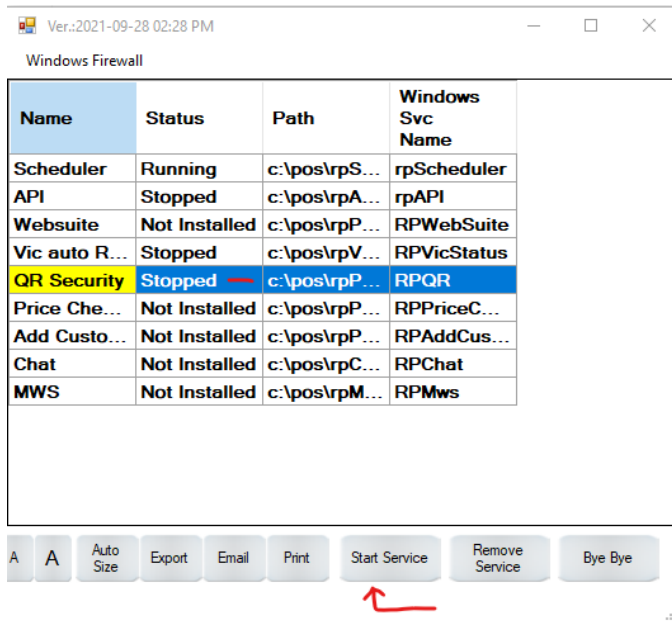 Ver.:2021-09-28 02:28 PM
Windows Firewall
Name Status Path Windows Svc Name
Scheduler Running c:\pos\rpS... rpScheduler
API Stopped c:\pos\rpA... rpAPI
Websuite Not Installed c:\pos\rpP... RPWebSuite
Vic auto R... Stopped c:\pos\rpV... RPVicStatus
QR Security Stopped c:\pos\rpP... RPQR
Price Che... Not Installed c:\pos\rpP... RPPriceC...
Add Custo... Not Installed c:\pos\rpP... RPAddCus...
Chat Not Installed c:\pos\rpC... RPChat
MWS Not Installed c:\pos\rpM... RPMws
A A Auto Size Export Email Print Start Service Remove Service Bye Bye